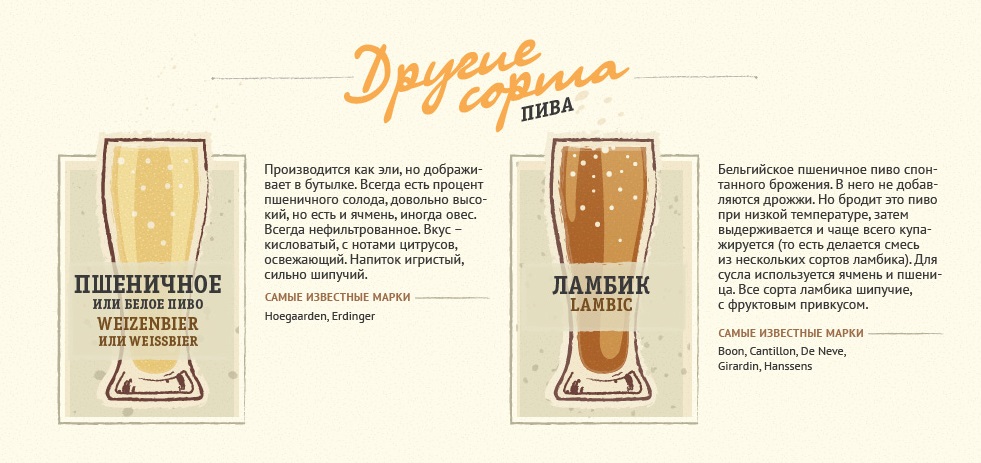 Другие
сорта
ПИВА
ПШЕНИЧНОЕ
ИЛИ БЕЛОЕ ПИВО
WEIZENBIER
ИЛИ WEISSBIER
Производится как эли, но дображи-
вает в бутылке. Всегда есть процент
пшеничного солода, довольно высо-
кий, но есть и ячмень, иногда овес.
Всегда нефильтрованное. Вкус –
кисловатый, с нотами цитрусов,
освежающий. Напиток игристый,
сильно шипучий.
САМЫЕ ИЗВЕСТНЫЕ МАРКИ
Hoegaarden, Erdinger
ЛАМБИК
LAMBIC
Бельгийское пшеничное пиво спон-
танного брожения. В него не добав-
ляются дрожжи. Но бродит это пиво
при низкой температуре, затем
выдерживается и чаще всего купа-
жируется (то есть делается смесь
из нескольких сортов ламбика). Для
сусла используется ячмень и пшени-
ца. Все сорта ламбика шипучие,
с фруктовым привкусом.
САМЫЕ ИЗВЕСТНЫЕ МАРКИ
Boon, Cantillon, De Neve,
Girardin, Hanssens